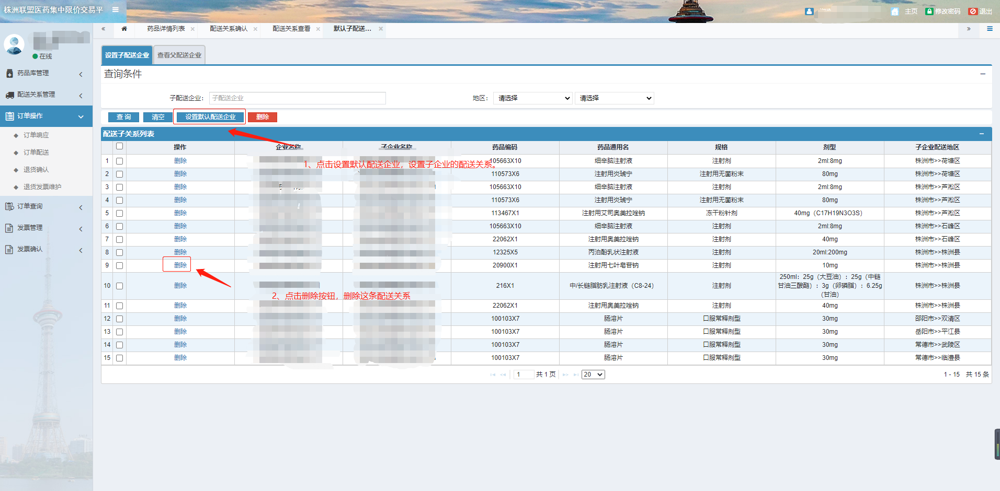 株洲联盟医药集中限价交易平
主页 修改密码 退出
药品详情列表 配送关系确认 配送关系查看 默认子配送...
在线
药品库管理
配送关系管理
订单操作
订单响应
订单配送
退货确认
退货发票维护
订单查询
发票管理
发票确认
设置子配送企业 查看父配送企业
查询条件
子配送企业： 子配送企业 地区： 请选择 请选择
查 询 清空 设置默认配送企业 删除
配送子关系列表
操作 企业名称 子企业名称 药品编码 药品通用名 规格 剂型 子企业配送地区
1 删除 105663X10 细辛脑注射液 注射剂 2ml:8mg 株洲市>>荷塘区
1、点击设置默认配送企业，设置子企业的配送关系。
2 删除 110573X6 注射用炎琥宁 注射用无菌粉末 80mg 株洲市>>荷塘区
3 删除 105663X10 细辛脑注射液 注射剂 2ml:8mg 株洲市>>芦淞区
4 删除 110573X6 注射用炎琥宁 注射用无菌粉末 80mg 株洲市>>芦淞区
5 删除 113467X1 注射用艾司奥美拉唑钠 冻干粉针剂 40mg（C17H19N3O3S） 株洲市>>芦淞区
6 删除 105663X10 细辛脑注射液 注射剂 2ml:8mg 株洲市>>石峰区
7 删除 22062X1 注射用奥美拉唑钠 注射剂 40mg 株洲市>>石峰区
8 删除 12325X5 丙泊酚乳状注射液 注射剂 20ml:200mg 株洲市>>株洲县
9 删除 20900X1 注射用七叶皂苷钠 注射剂 10mg 株洲市>>株洲县
10 删除 216X1 中/长链脂肪乳注射液（C8-24） 注射剂 250ml：25g（大豆油）：25g（中链
甘油三酸酯）：3g（卵磷脂）：6.25g
（甘油） 株洲市>>株洲县
2、点击删除按钮，删除这条配送关系
11 删除 22062X1 注射用奥美拉唑钠 注射剂 40mg 株洲市>>株洲县
12 删除 100103X7 肠溶片 口服常释剂型 30mg 邵阳市>>双清区
13 删除 100103X7 肠溶片 口服常释剂型 30mg 岳阳市>>平江县
14 删除 100103X7 肠溶片 口服常释剂型 30mg 常德市>>武陵区
15 删除 100103X7 肠溶片 口服常释剂型 30mg 常德市>>临澧县
1 共 1 页 20 1 - 15 共 15 条